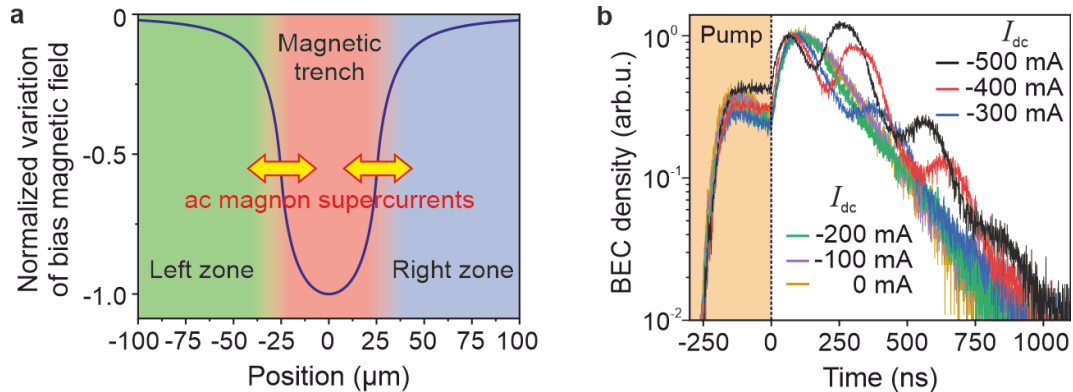 a
Normalized variation
of bias magnetic field
0
-0.5
-1.0
Magnetic
trench
ac magnon supercurrents
Left zone
Right zone
-100 -75 -50 -25 0 25 50 75 100
Position (μm)
b
BEC density (arb.u.)
10⁰
10⁻¹
10⁻²
Pump
I_dc
-500 mA
-400 mA
-300 mA
I_dc
-200 mA
-100 mA
0 mA
-250 0 250 500 750 1000
Time (ns)